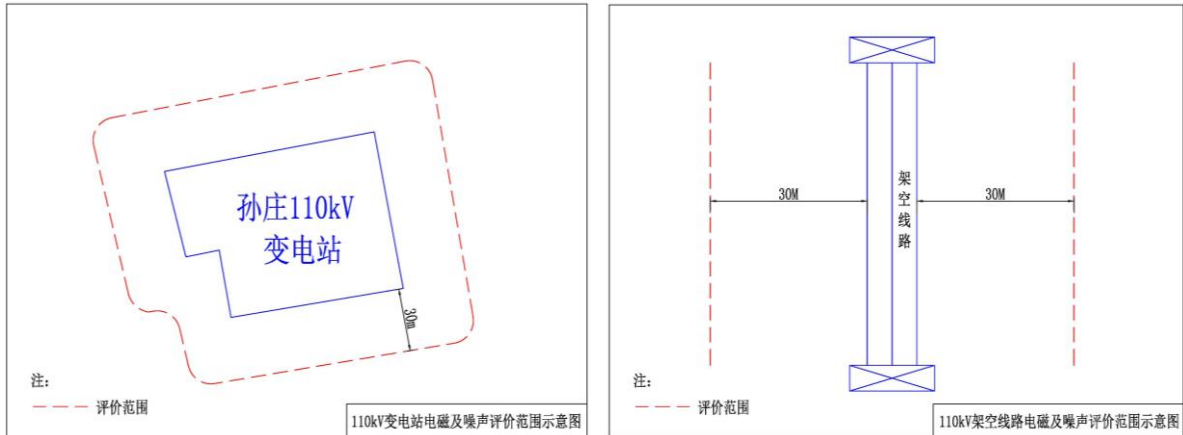 孙庄110kV
变电站
30m
注:
评价范围
110kV变电站电磁及噪声评价范围示意图
架空线路
30M
30M
注:
评价范围
110kV架空线路电磁及噪声评价范围示意图